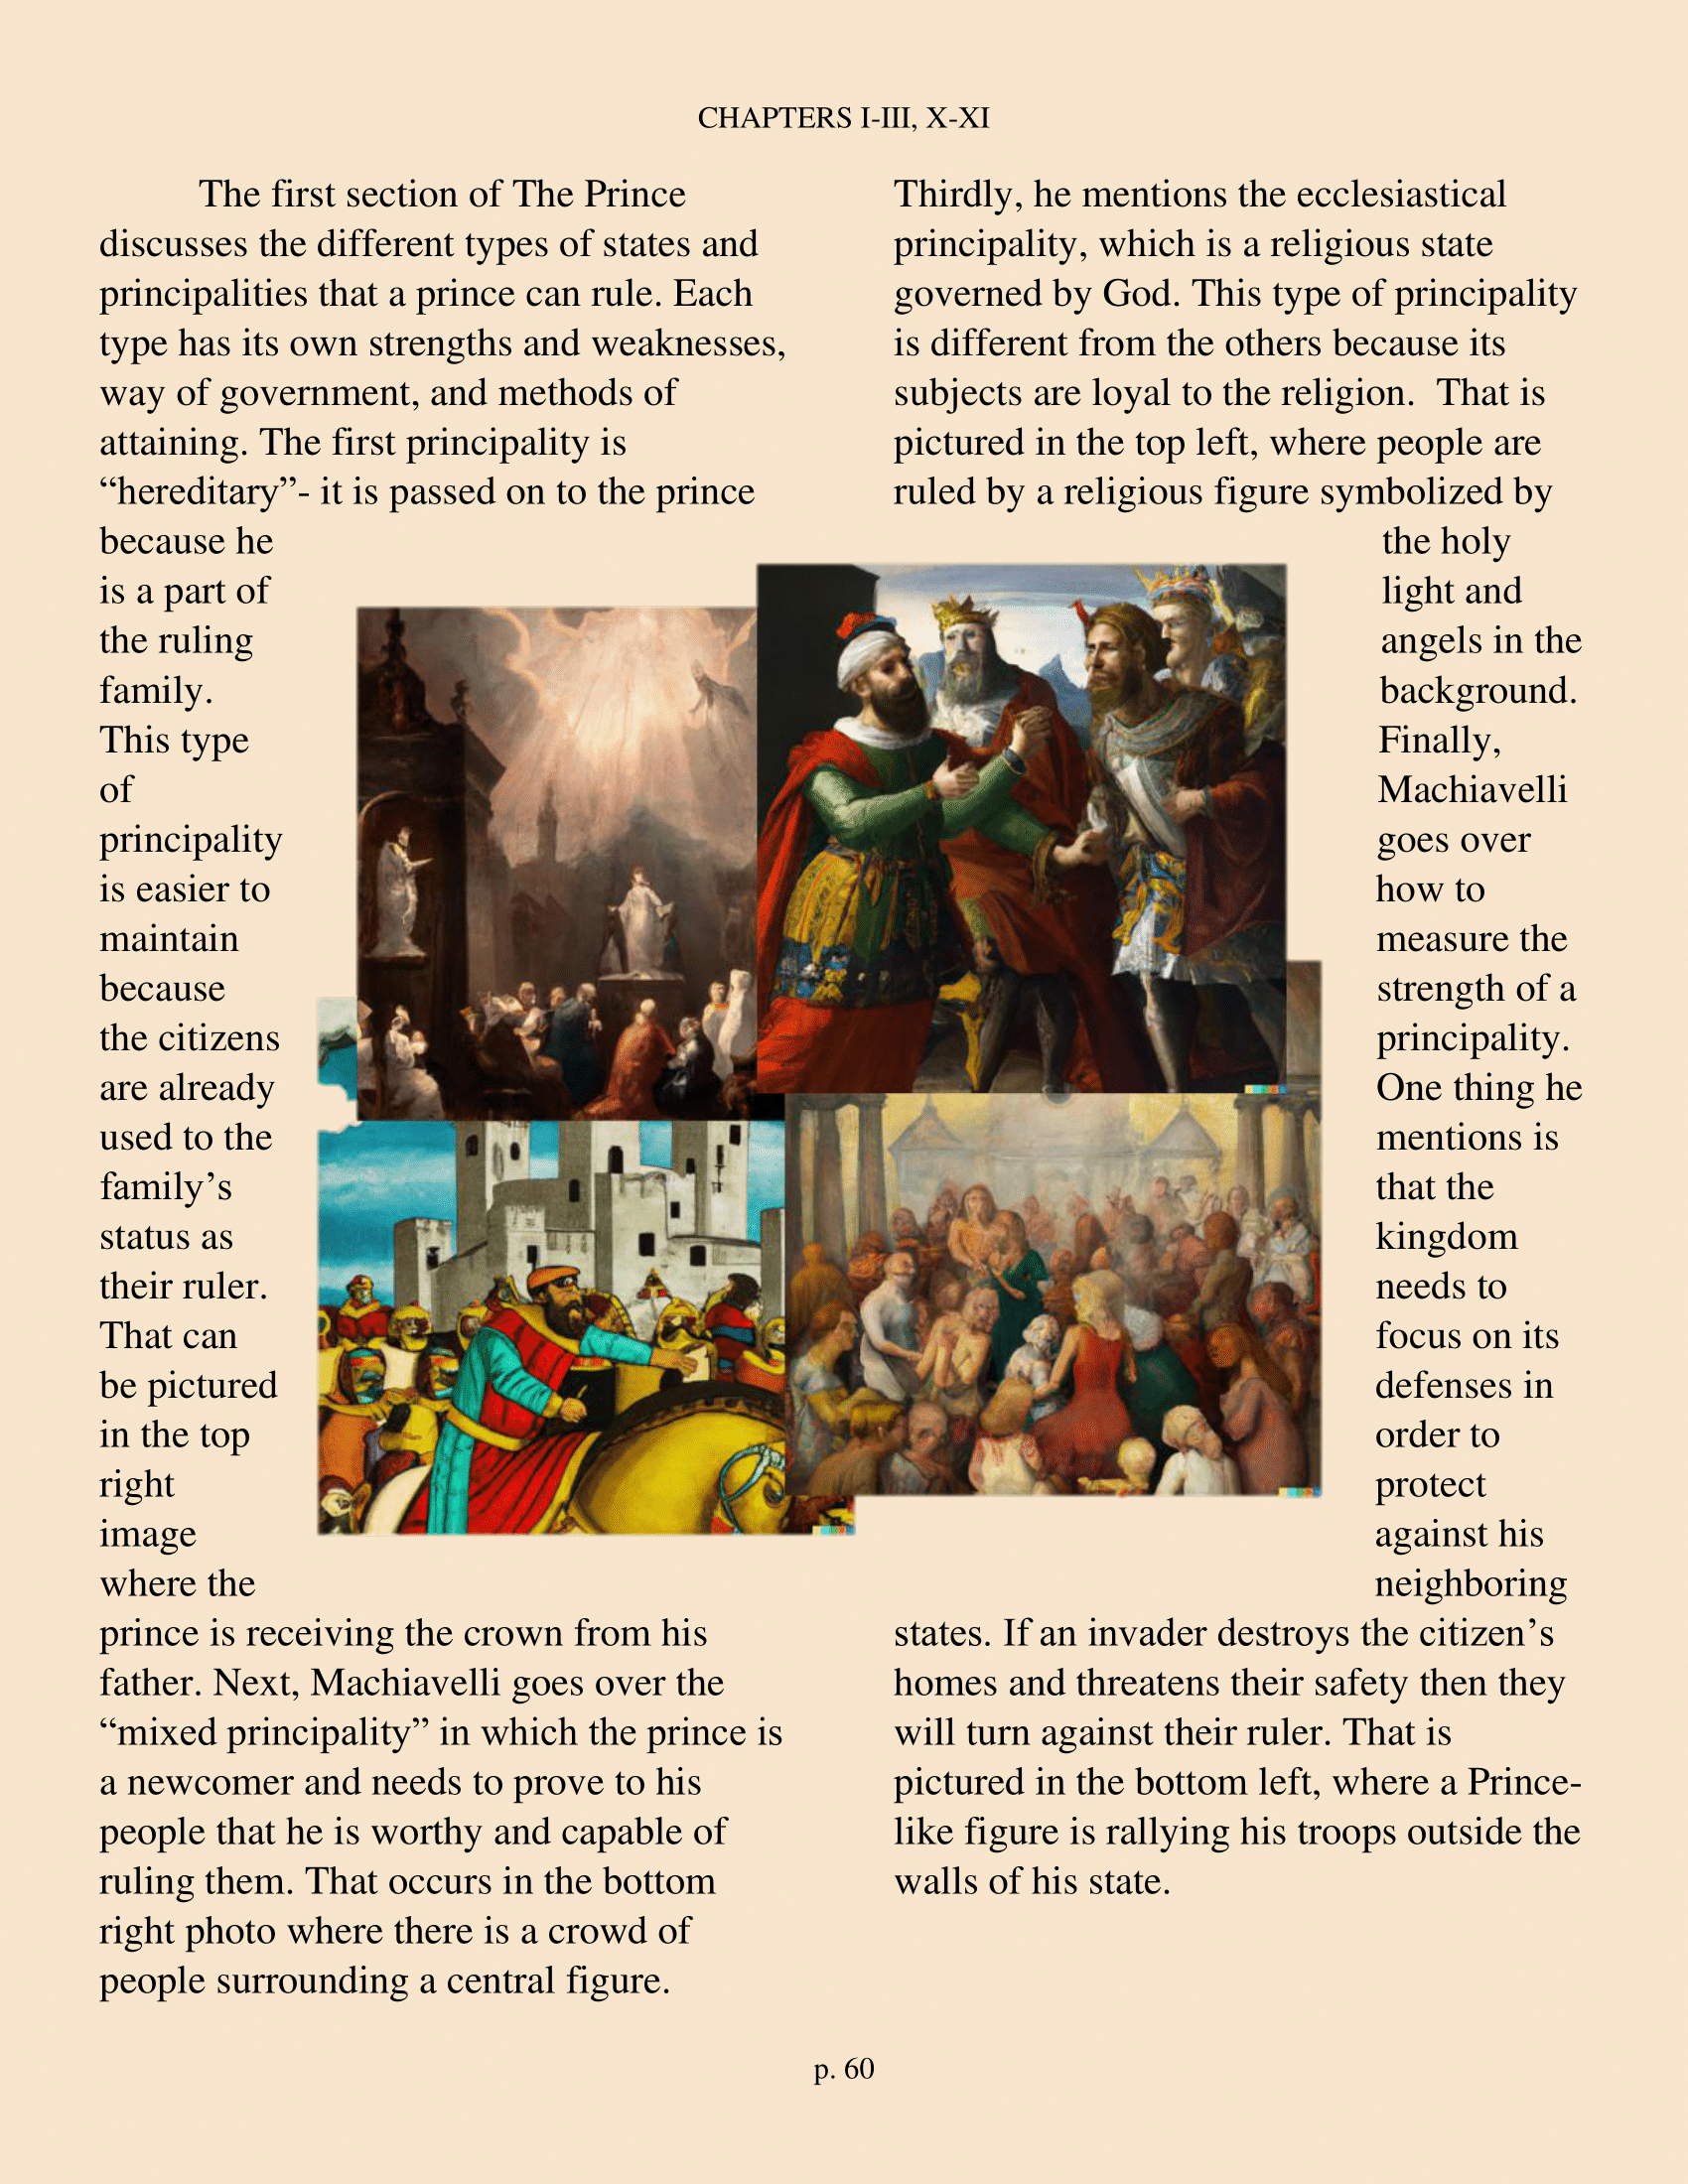 CHAPTERS I-III, X-XI
The first section of The Prince
discusses the different types of states and
principalities that a prince can rule. Each
type has its own strengths and weaknesses,
way of government, and methods of
attaining. The first principality is
“hereditary”- it is passed on to the prince
because he
is a part of
the ruling
family.
This type
of
principality
is easier to
maintain
because
the citizens
are already
used to the
family’s
status as
their ruler.
That can
be pictured
in the top
right
image
where the
prince is receiving the crown from his
father. Next, Machiavelli goes over the
“mixed principality” in which the prince is
a newcomer and needs to prove to his
people that he is worthy and capable of
ruling them. That occurs in the bottom
right photo where there is a crowd of
people surrounding a central figure.
Thirdly, he mentions the ecclesiastical
principality, which is a religious state
governed by God. This type of principality
is different from the others because its
subjects are loyal to the religion.  That is
pictured in the top left, where people are
ruled by a religious figure symbolized by
the holy
light and
angels in the
background.
Finally,
Machiavelli
goes over
how to
measure the
strength of a
principality.
One thing he
mentions is
that the
kingdom
needs to
focus on its
defenses in
order to
protect
against his
neighboring
states. If an invader destroys the citizen’s
homes and threatens their safety then they
will turn against their ruler. That is
pictured in the bottom left, where a Prince-
like figure is rallying his troops outside the
walls of his state.
p. 60